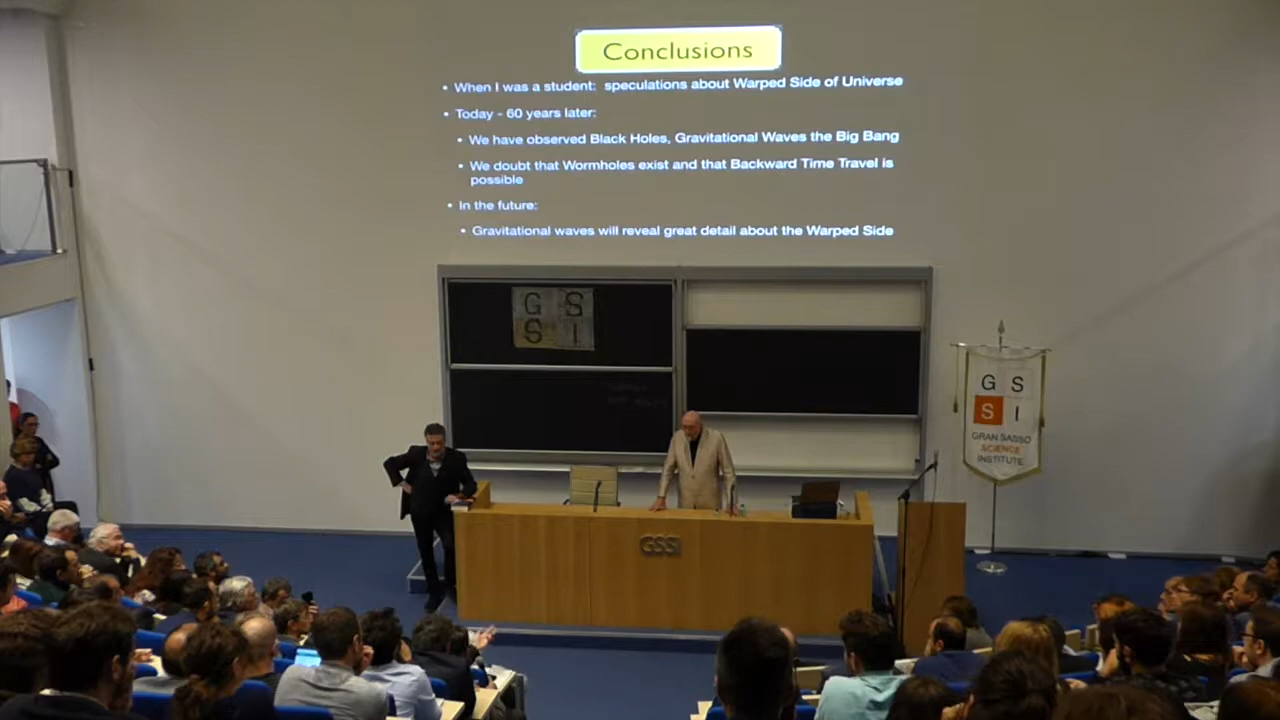 Conclusions
• When I was a student: speculations about Warped Side of Universe
• Today - 60 years later:
• We have observed Black Holes, Gravitational Waves the Big Bang
• We doubt that Wormholes exist and that Backward Time Travel is
possible
• In the future:
• Gravitational waves will reveal great detail about the Warped Side
G S
S I
G S
S I
GRAN SASSO
SCIENCE
INSTITUTE
GSSI